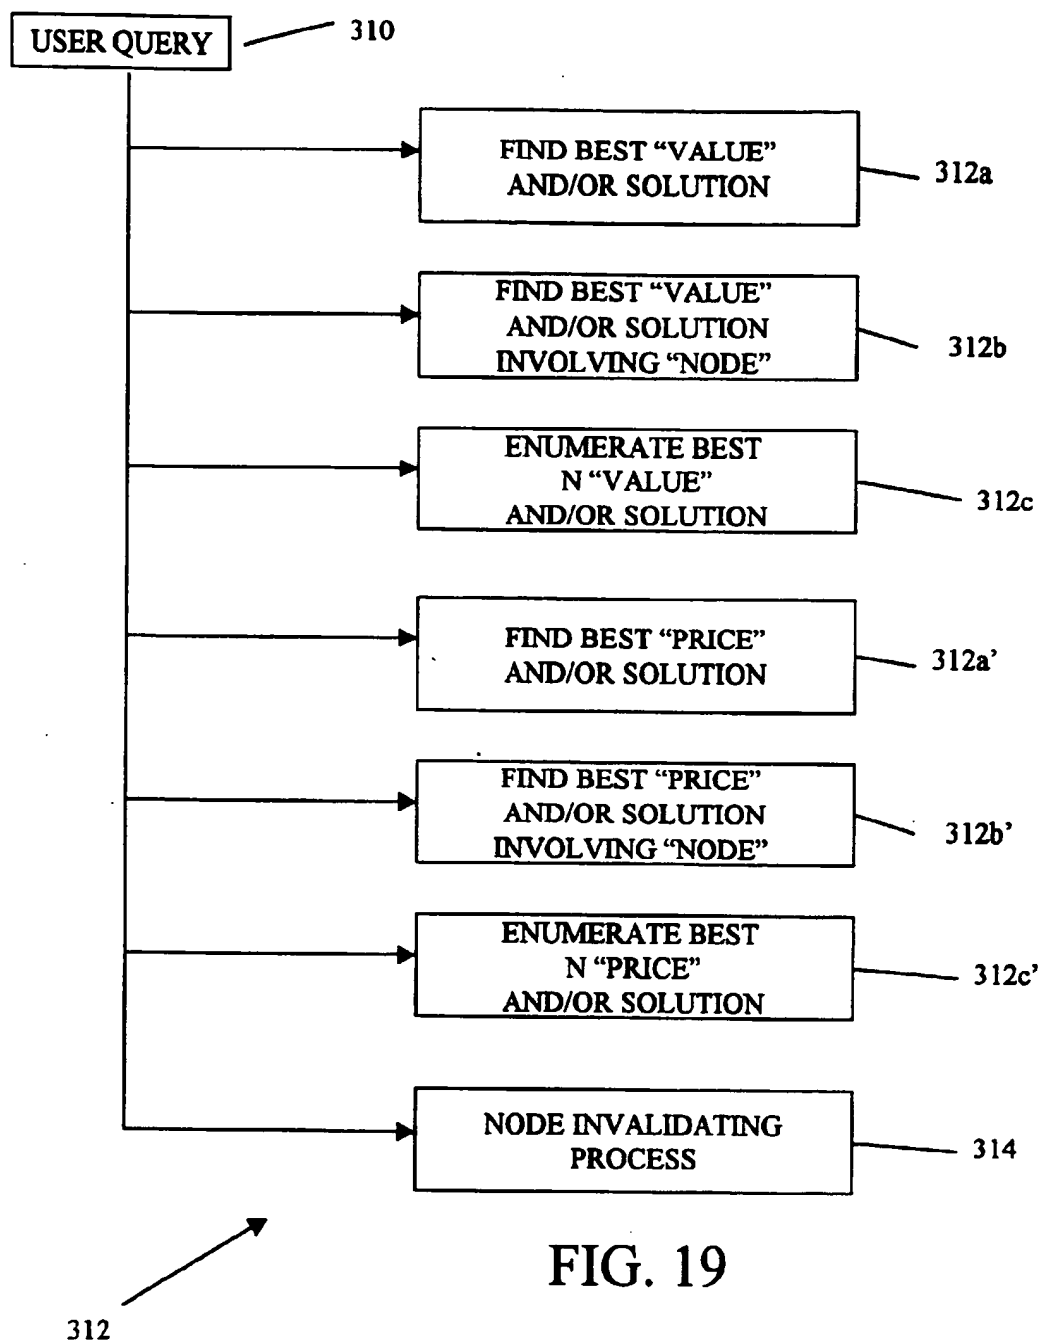 USER QUERY
310
FIND BEST “VALUE”
AND/OR SOLUTION
312a
FIND BEST “VALUE”
AND/OR SOLUTION
INVOLVING “NODE”
312b
ENUMERATE BEST
N “VALUE”
AND/OR SOLUTION
312c
FIND BEST “PRICE”
AND/OR SOLUTION
312a’
FIND BEST “PRICE”
AND/OR SOLUTION
INVOLVING “NODE”
312b’
ENUMERATE BEST
N “PRICE”
AND/OR SOLUTION
312c’
NODE INVALIDATING
PROCESS
314
FIG. 19
312